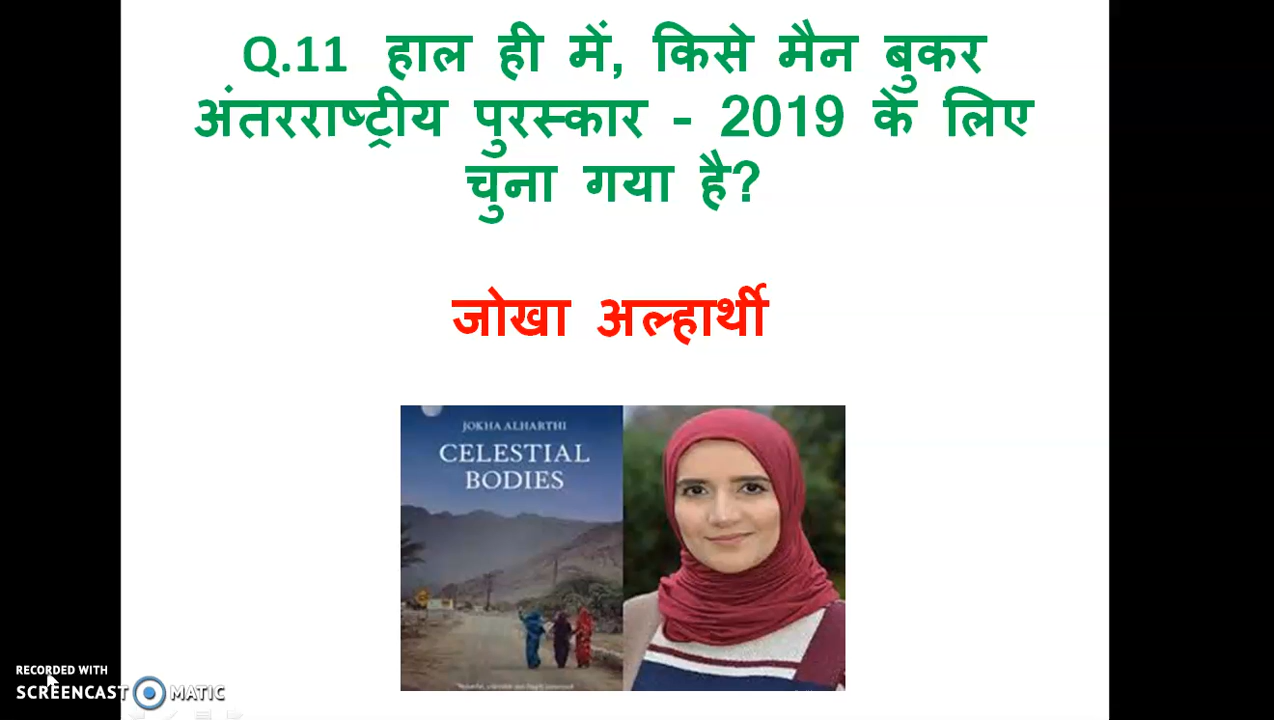 Q.11 हाल ही में, किसे मैन बुकर
अंतरराष्ट्रीय पुरस्कार - 2019 के लिए
चुना गया है?
जोखा अल्हार्थी
JOKHA ALHARTHI
CELESTIAL
BODIES
RECORDED WITH
SCREENCAST MATIC